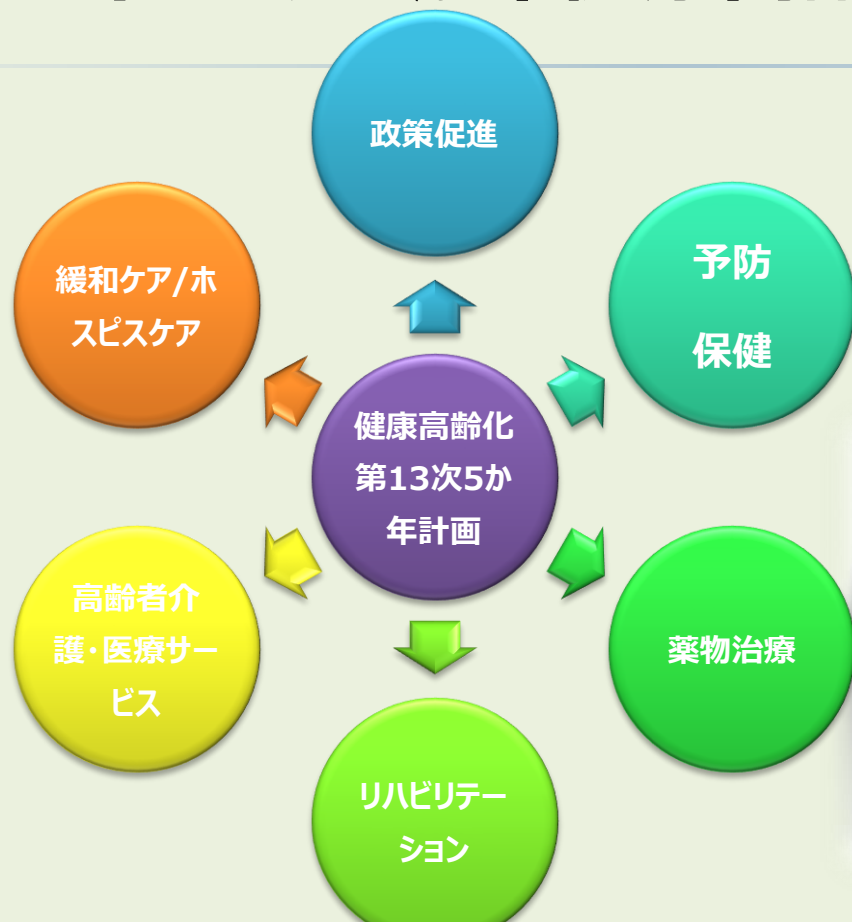 政策促進
予防
保健
緩和ケア/ホ
スピスケア
健康高齢化
第13次5か
年計画
高齢者介
護・医療サー
ビス
薬物治療
リハビリテー
ション